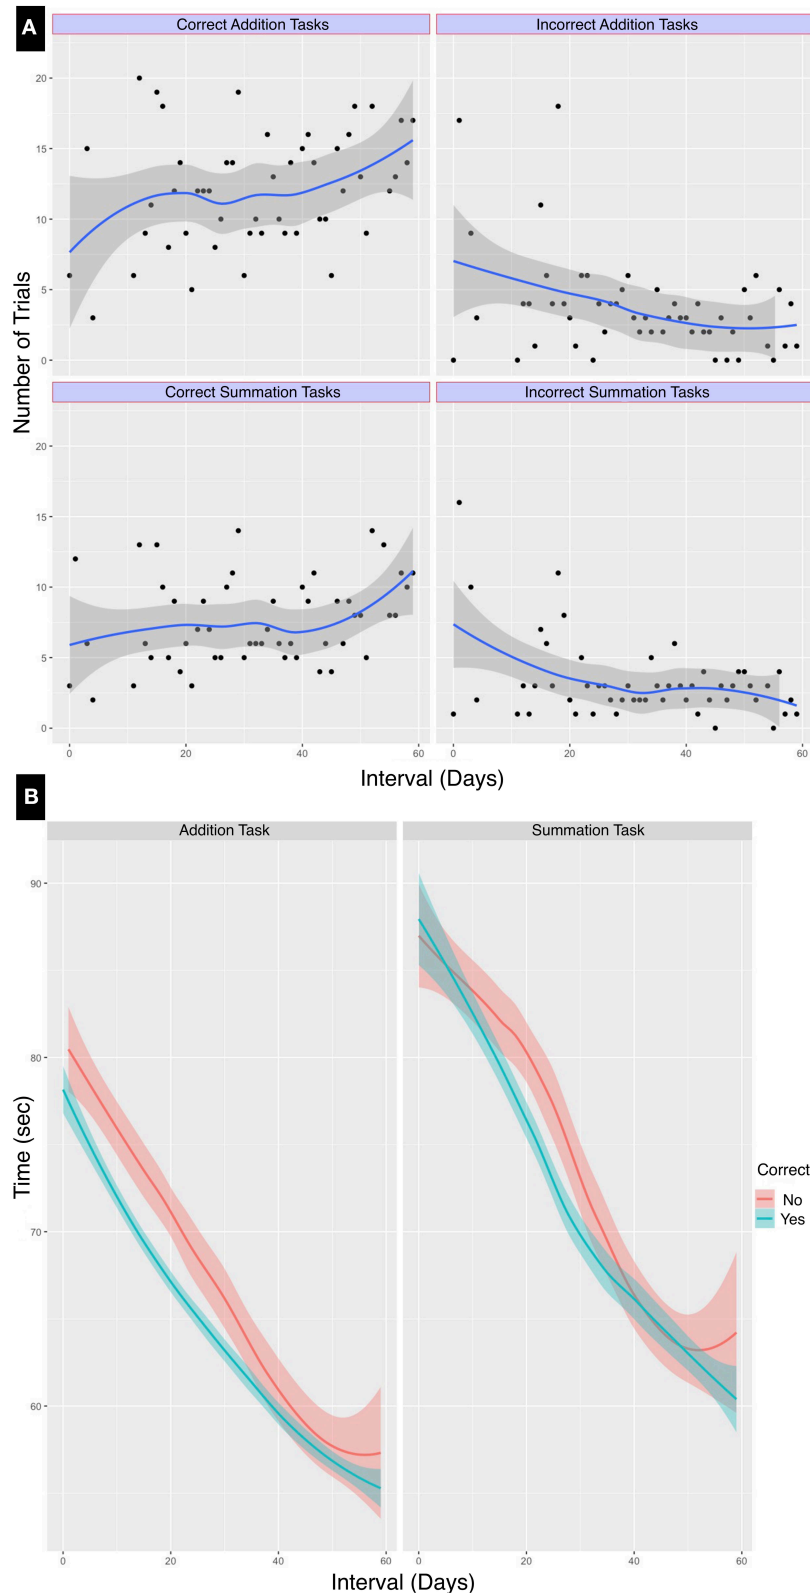 A
Correct Addition Tasks
Incorrect Addition Tasks
20
15
10
5
0
Number of Trials
Correct Summation Tasks
Incorrect Summation Tasks
20
15
10
5
0
0 20 40 60
0 20 40 60
Interval (Days)
B
Addition Task
Summation Task
90
80
70
60
Time (sec)
Correct
No
Yes
0 20 40 60
0 20 40 60
Interval (Days)